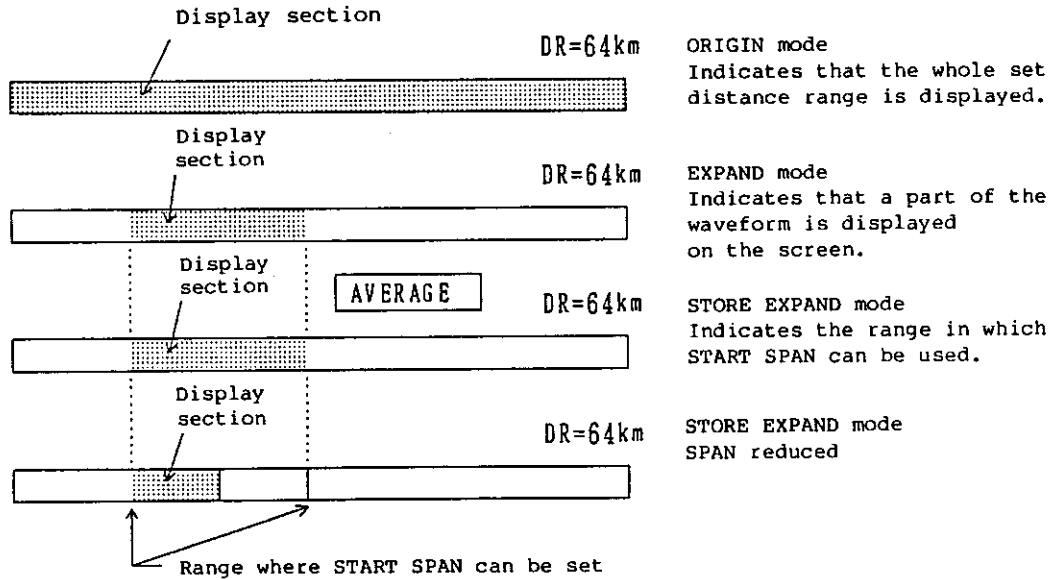 Display section
DR=64km
ORIGIN mode
Indicates that the whole set
distance range is displayed.
Display
section
DR=64km
EXPAND mode
Indicates that a part of the
waveform is displayed
on the screen.
Display
section
AVERAGE
DR=64km
STORE EXPAND mode
Indicates the range in which
START SPAN can be used.
Display
section
DR=64km
STORE EXPAND mode
SPAN reduced
Range where START SPAN can be set